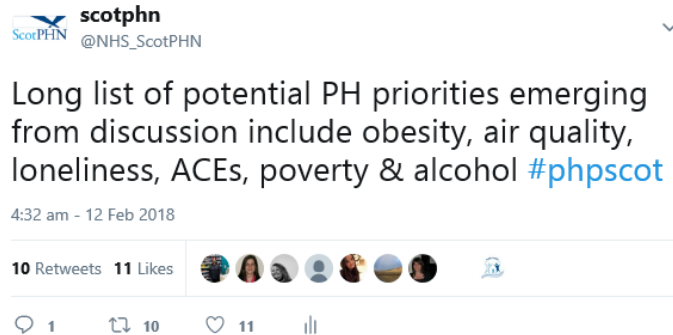 scotphn
ScotPHN
@NHS_ScotPHN
Long list of potential PH priorities emerging
from discussion include obesity, air quality,
loneliness, ACEs, poverty & alcohol #phpscot
4:32 am - 12 Feb 2018
10 Retweets 11 Likes
1 10 11